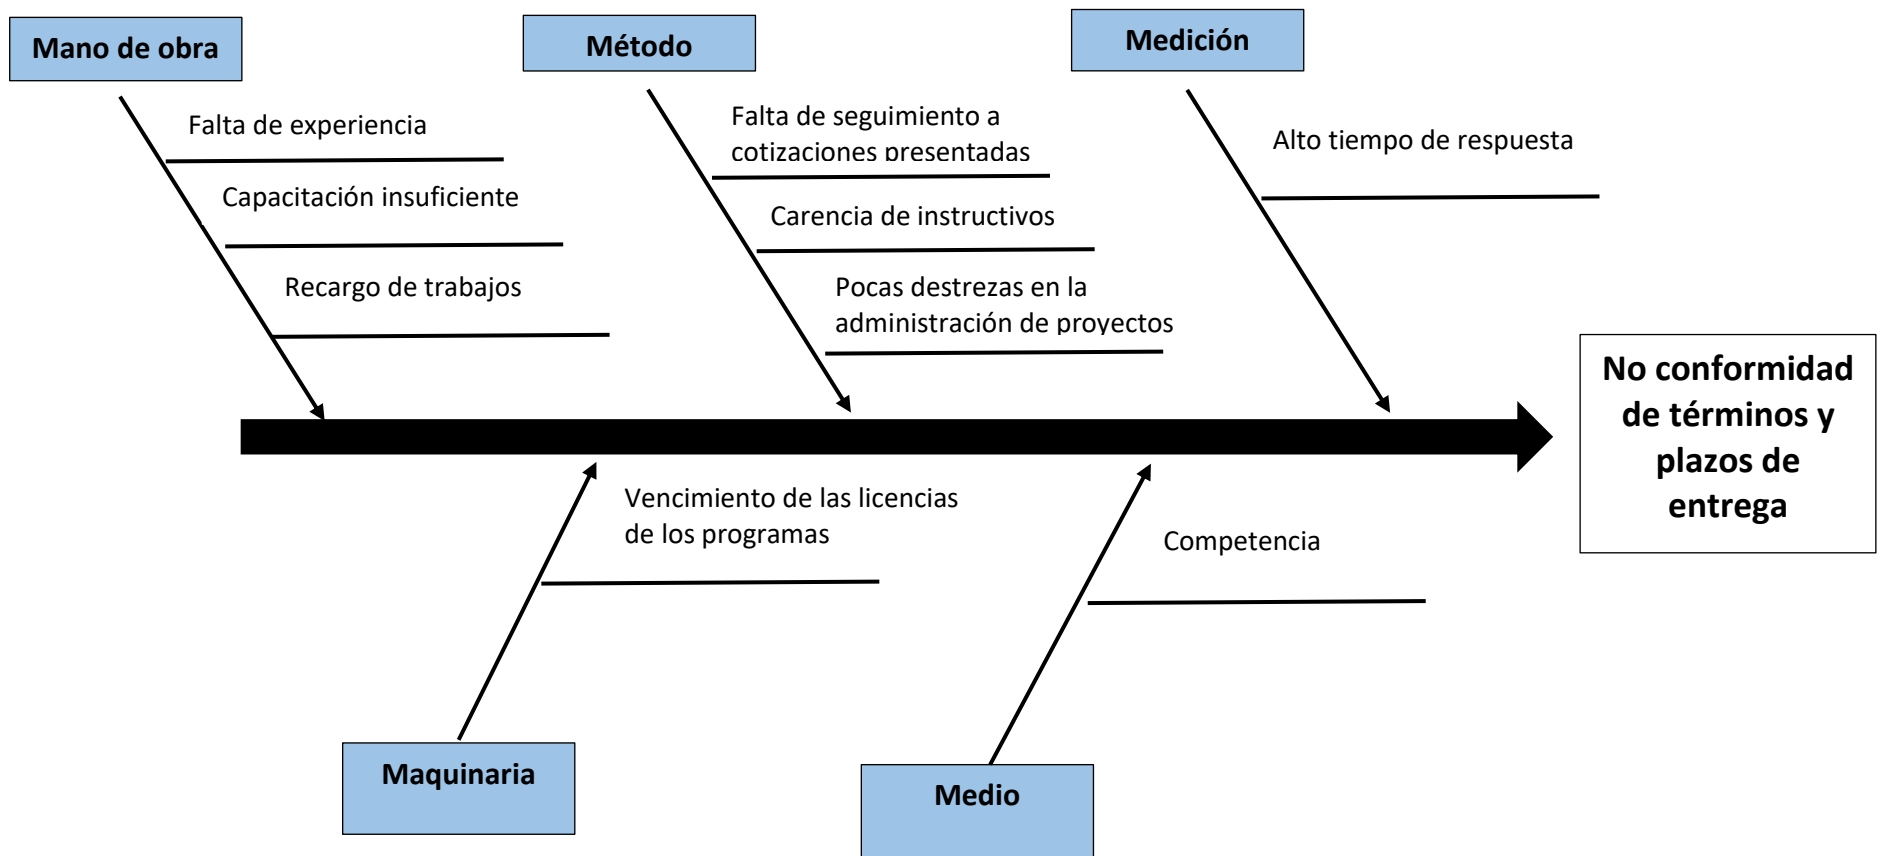 Mano de obra
Método
Medición
Falta de experiencia
Capacitación insuficiente
Recargo de trabajos
Falta de seguimiento a
cotizaciones presentadas
Carencia de instructivos
Pocas destrezas en la
administración de proyectos
Alto tiempo de respuesta
No conformidad
de términos y
plazos de
entrega
Vencimiento de las licencias
de los programas
Competencia
Maquinaria
Medio